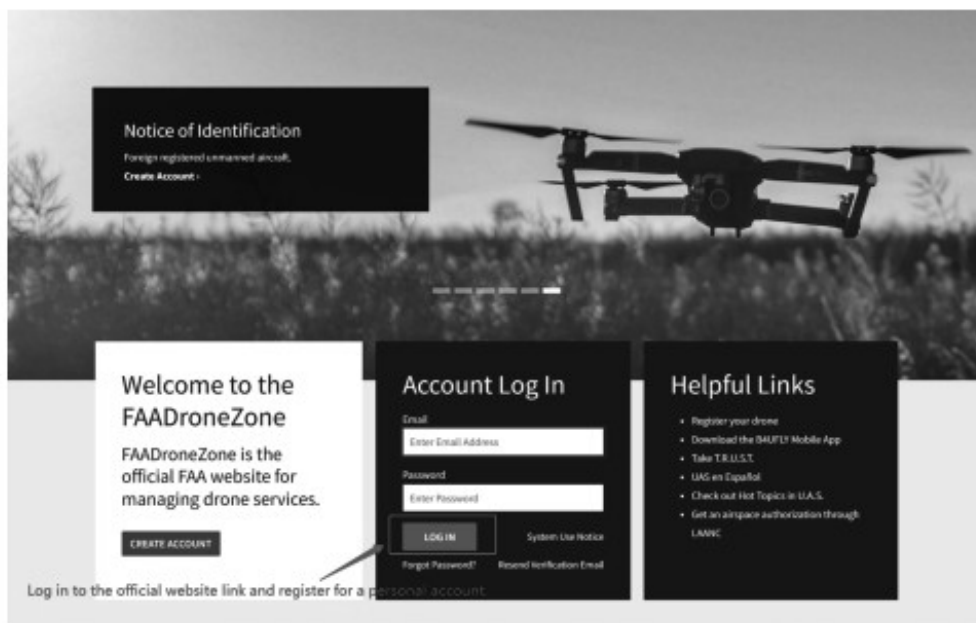 Notice of Identification
Foreign registered unmanned aircraft.
Create Account ›
Welcome to the
FAADroneZone
FAADroneZone is the
official FAA website for
managing drone services.
CREATE ACCOUNT
Account Log In
Email
Enter Email Address
Password
Enter Password
LOG IN
System Use Notice
Forgot Password?
Resend Verification Email
Helpful Links
• Register your drone
• Download the B4UFLY Mobile App
• Take T.R.U.S.T.
• UAS en Español
• Check out Hot Topics in U.A.S.
• Get an airspace authorization through
LAANC
Log in to the official website link and register for a personal account